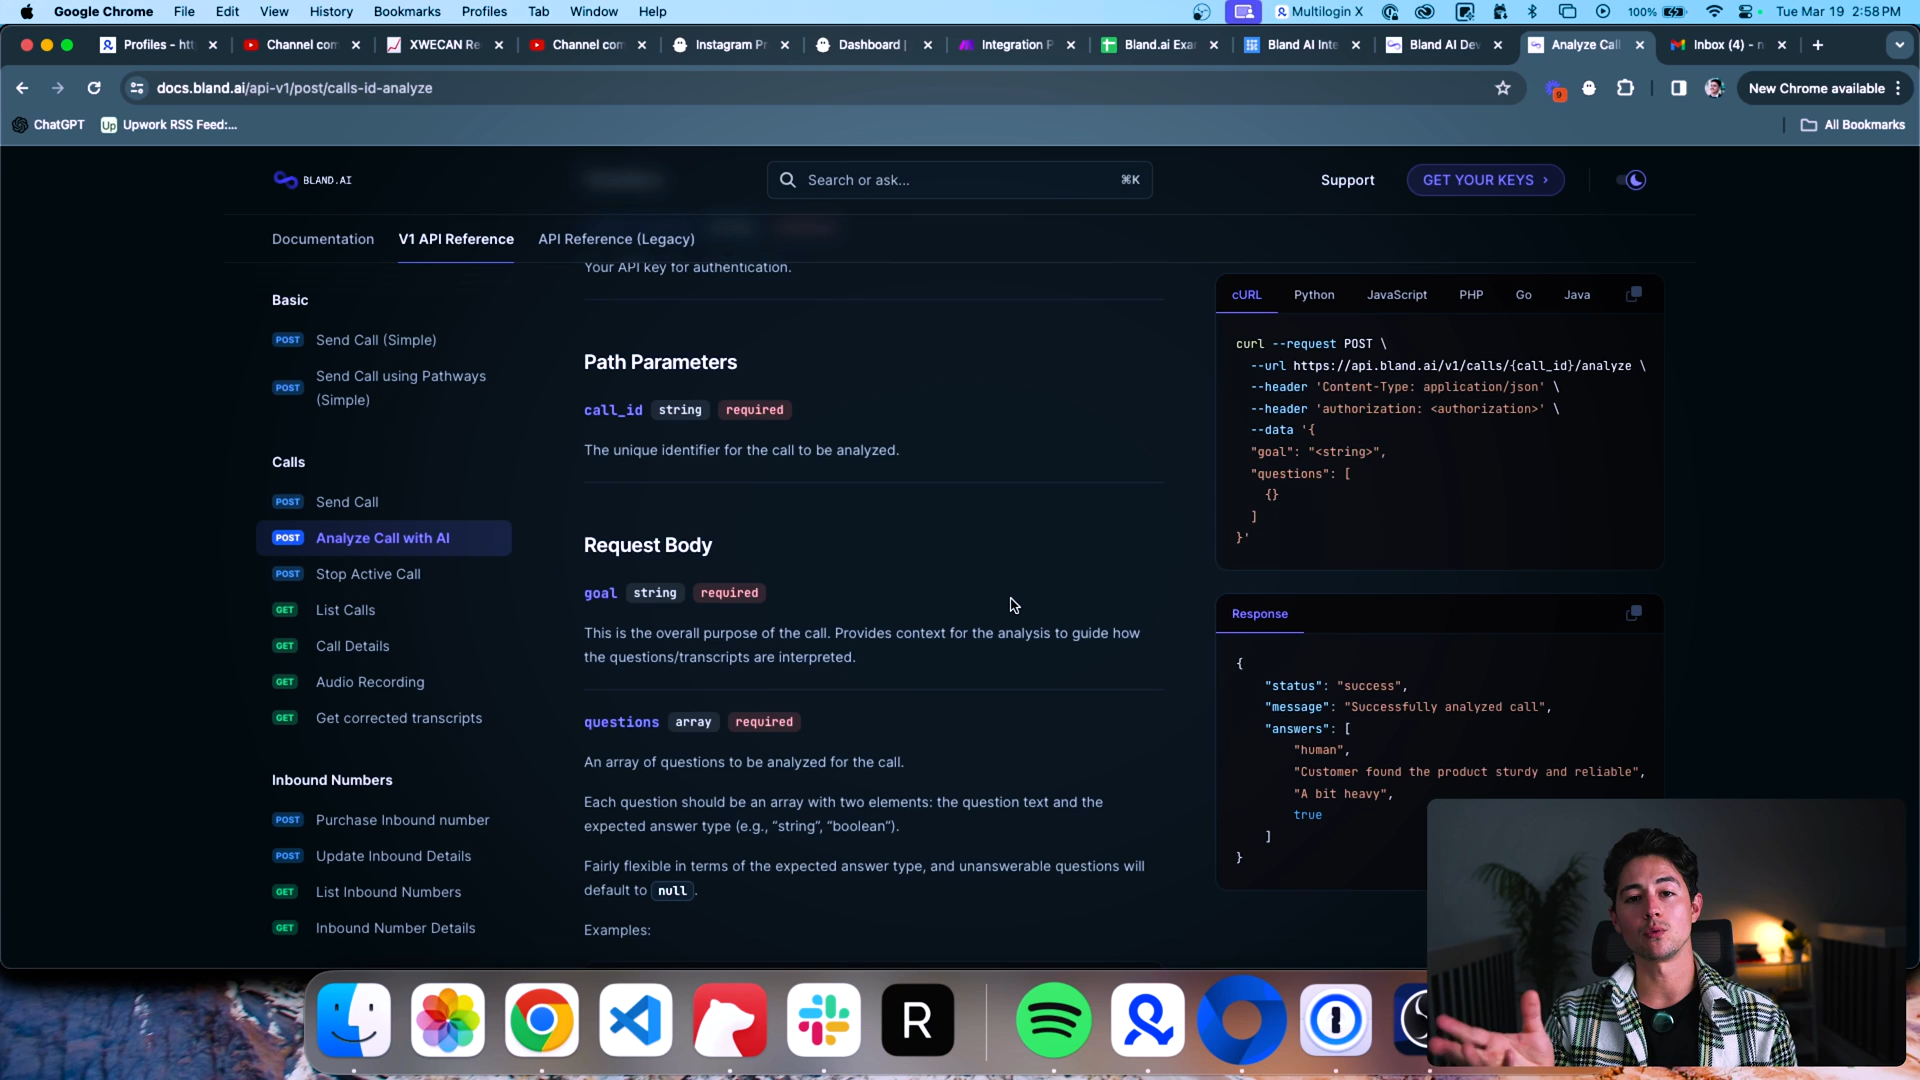 Google Chrome File Edit View History Bookmarks Profiles Tab Window Help Multilogin X 100% Tue Mar 19 2:58 PM
Profiles - htt Channel com XWECAN Re Channel com Instagram Pr Dashboard | Integration P Bland.ai Exa Bland AI Inte Bland AI Dev Analyze Call Inbox (4) - n
docs.bland.ai/api-v1/post/calls-id-analyze 9 New Chrome available
ChatGPT Up Upwork RSS Feed:... All Bookmarks
BLAND.AI Search or ask... ⌘K Support GET YOUR KEYS
Documentation V1 API Reference API Reference (Legacy)
Basic
POST Send Call (Simple)
POST Send Call using Pathways
(Simple)
Calls
POST Send Call
POST Analyze Call with AI
POST Stop Active Call
GET List Calls
GET Call Details
GET Audio Recording
GET Get corrected transcripts
Inbound Numbers
POST Purchase Inbound number
POST Update Inbound Details
GET List Inbound Numbers
GET Inbound Number Details
Your API key for authentication.
Path Parameters
call_id string required
The unique identifier for the call to be analyzed.
Request Body
goal string required
This is the overall purpose of the call. Provides context for the analysis to guide how
the questions/transcripts are interpreted.
questions array required
An array of questions to be analyzed for the call.
Each question should be an array with two elements: the question text and the
expected answer type (e.g., “string”, “boolean”).
Fairly flexible in terms of the expected answer type, and unanswerable questions will
default to null.
Examples:
cURL Python JavaScript PHP Go Java
curl --request POST \
--url https://api.bland.ai/v1/calls/{call_id}/analyze \
--header 'Content-Type: application/json' \
--header 'authorization: <authorization>' \
--data '{
"goal": "<string>",
"questions": [
{}
]
}'
Response
{
"status": "success",
"message": "Successfully analyzed call",
"answers": [
"human",
"Customer found the product sturdy and reliable",
"A bit heavy",
true
]
}
R